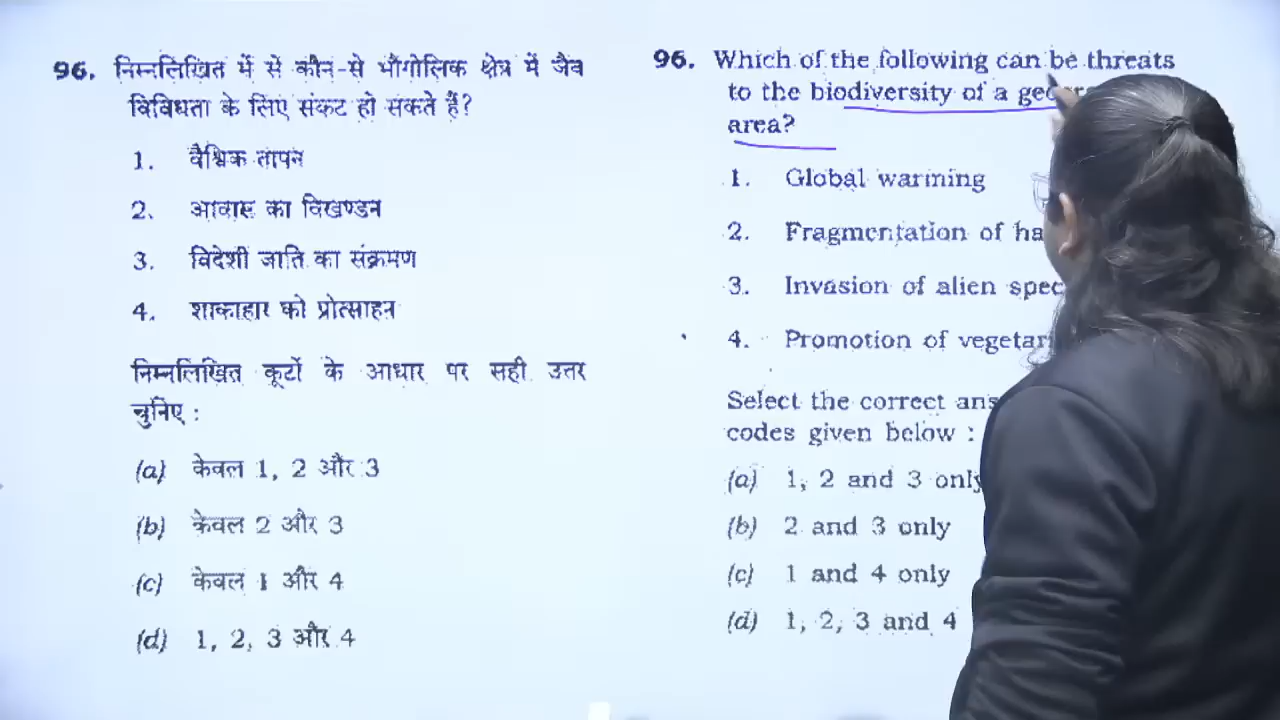 96. निम्नलिखित में से कौन-से भौगोलिक क्षेत्र में जैव
विविधता के लिए संकट हो सकते हैं?
1. वैश्विक तापन
2. आवास का विखण्डन
3. विदेशी जाति का संक्रमण
4. शाकाहार को प्रोत्साहन
निम्नलिखित कूटों के आधार पर सही उत्तर
चुनिए :
(a) केवल 1, 2 और 3
(b) केवल 2 और 3
(c) केवल 1 और 4
(d) 1, 2, 3 और 4
96. Which of the following can be threats
to the biodiversity of a
area?
1. Global warming
2. Fragmentation of
3. Invasion of alien
4. Promotion of
Select the correct
codes given below :
(a) 1, 2 and 3 only
(b) 2 and 3 only
(c) 1 and 4 only
(d) 1, 2, 3 and 4